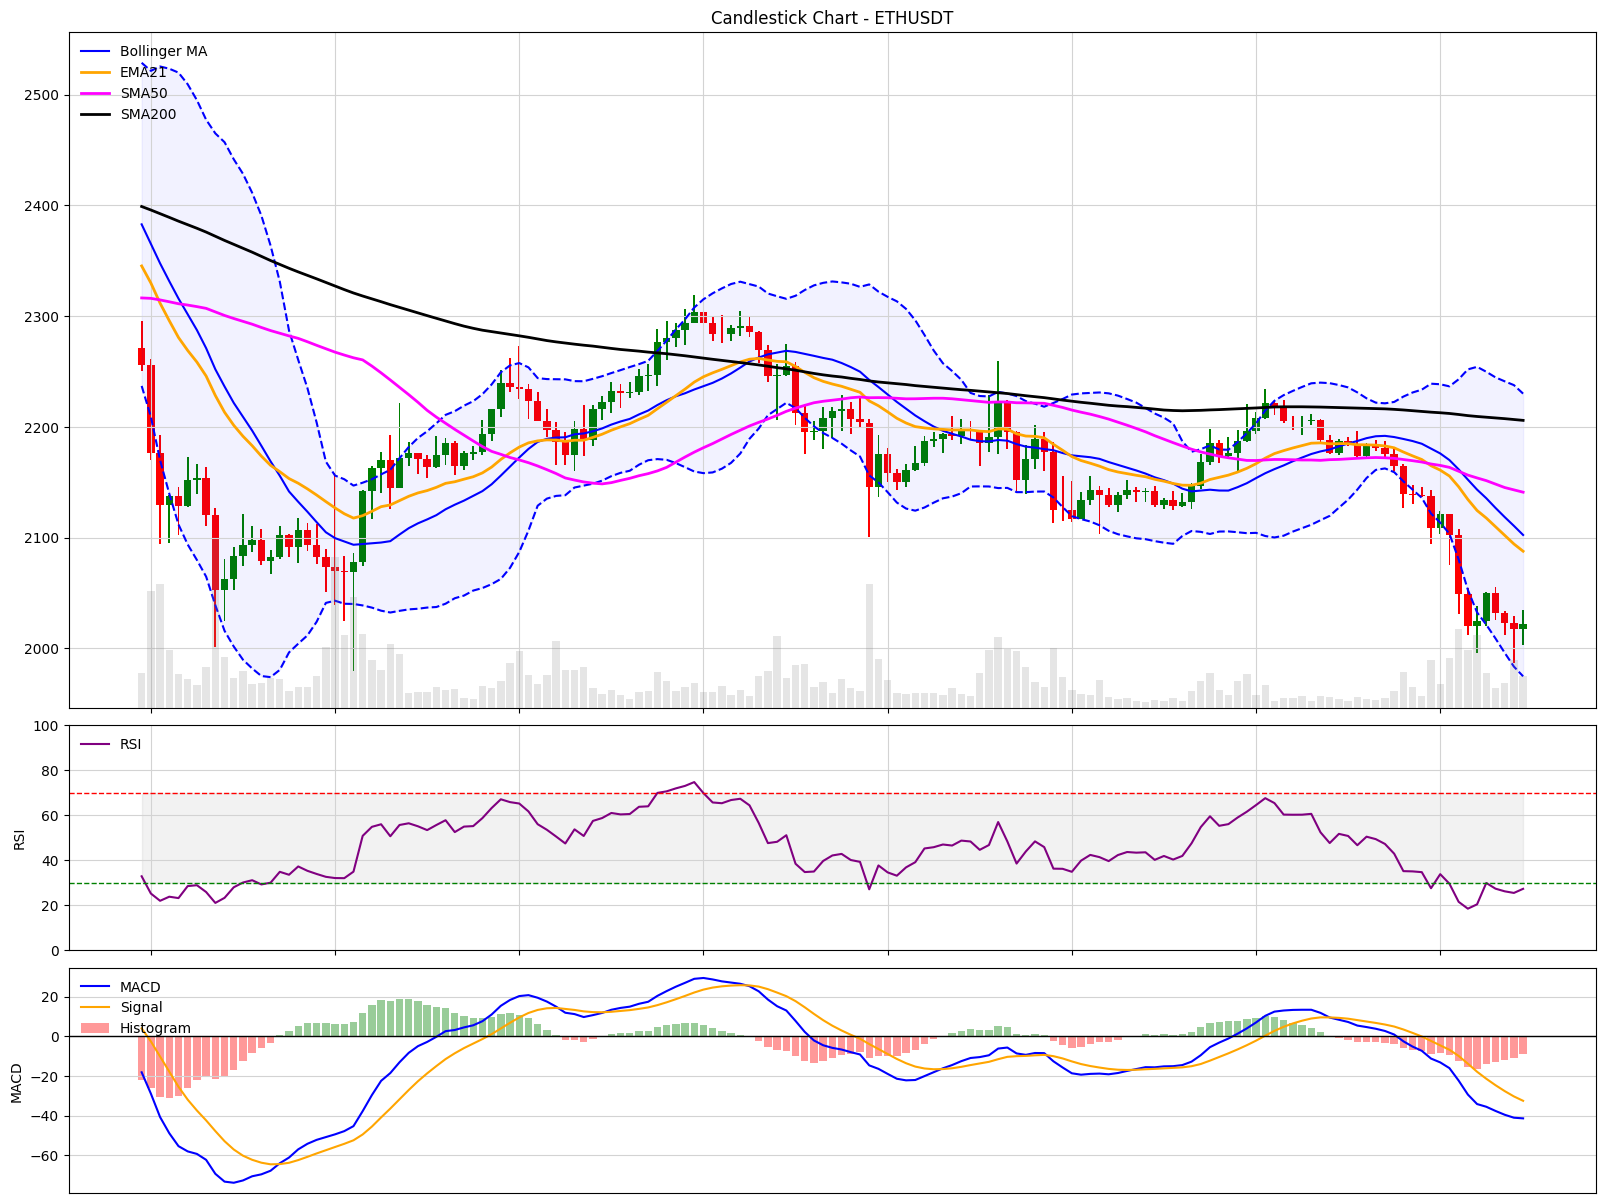 Candlestick Chart - ETHUSDT
Bollinger MA
EMA21
SMA50
SMA200
2500
2400
2300
2200
2100
2000
RSI
100
80
60
40
20
0
RSI
MACD
Signal
Histogram
20
0
−20
−40
−60
MACD